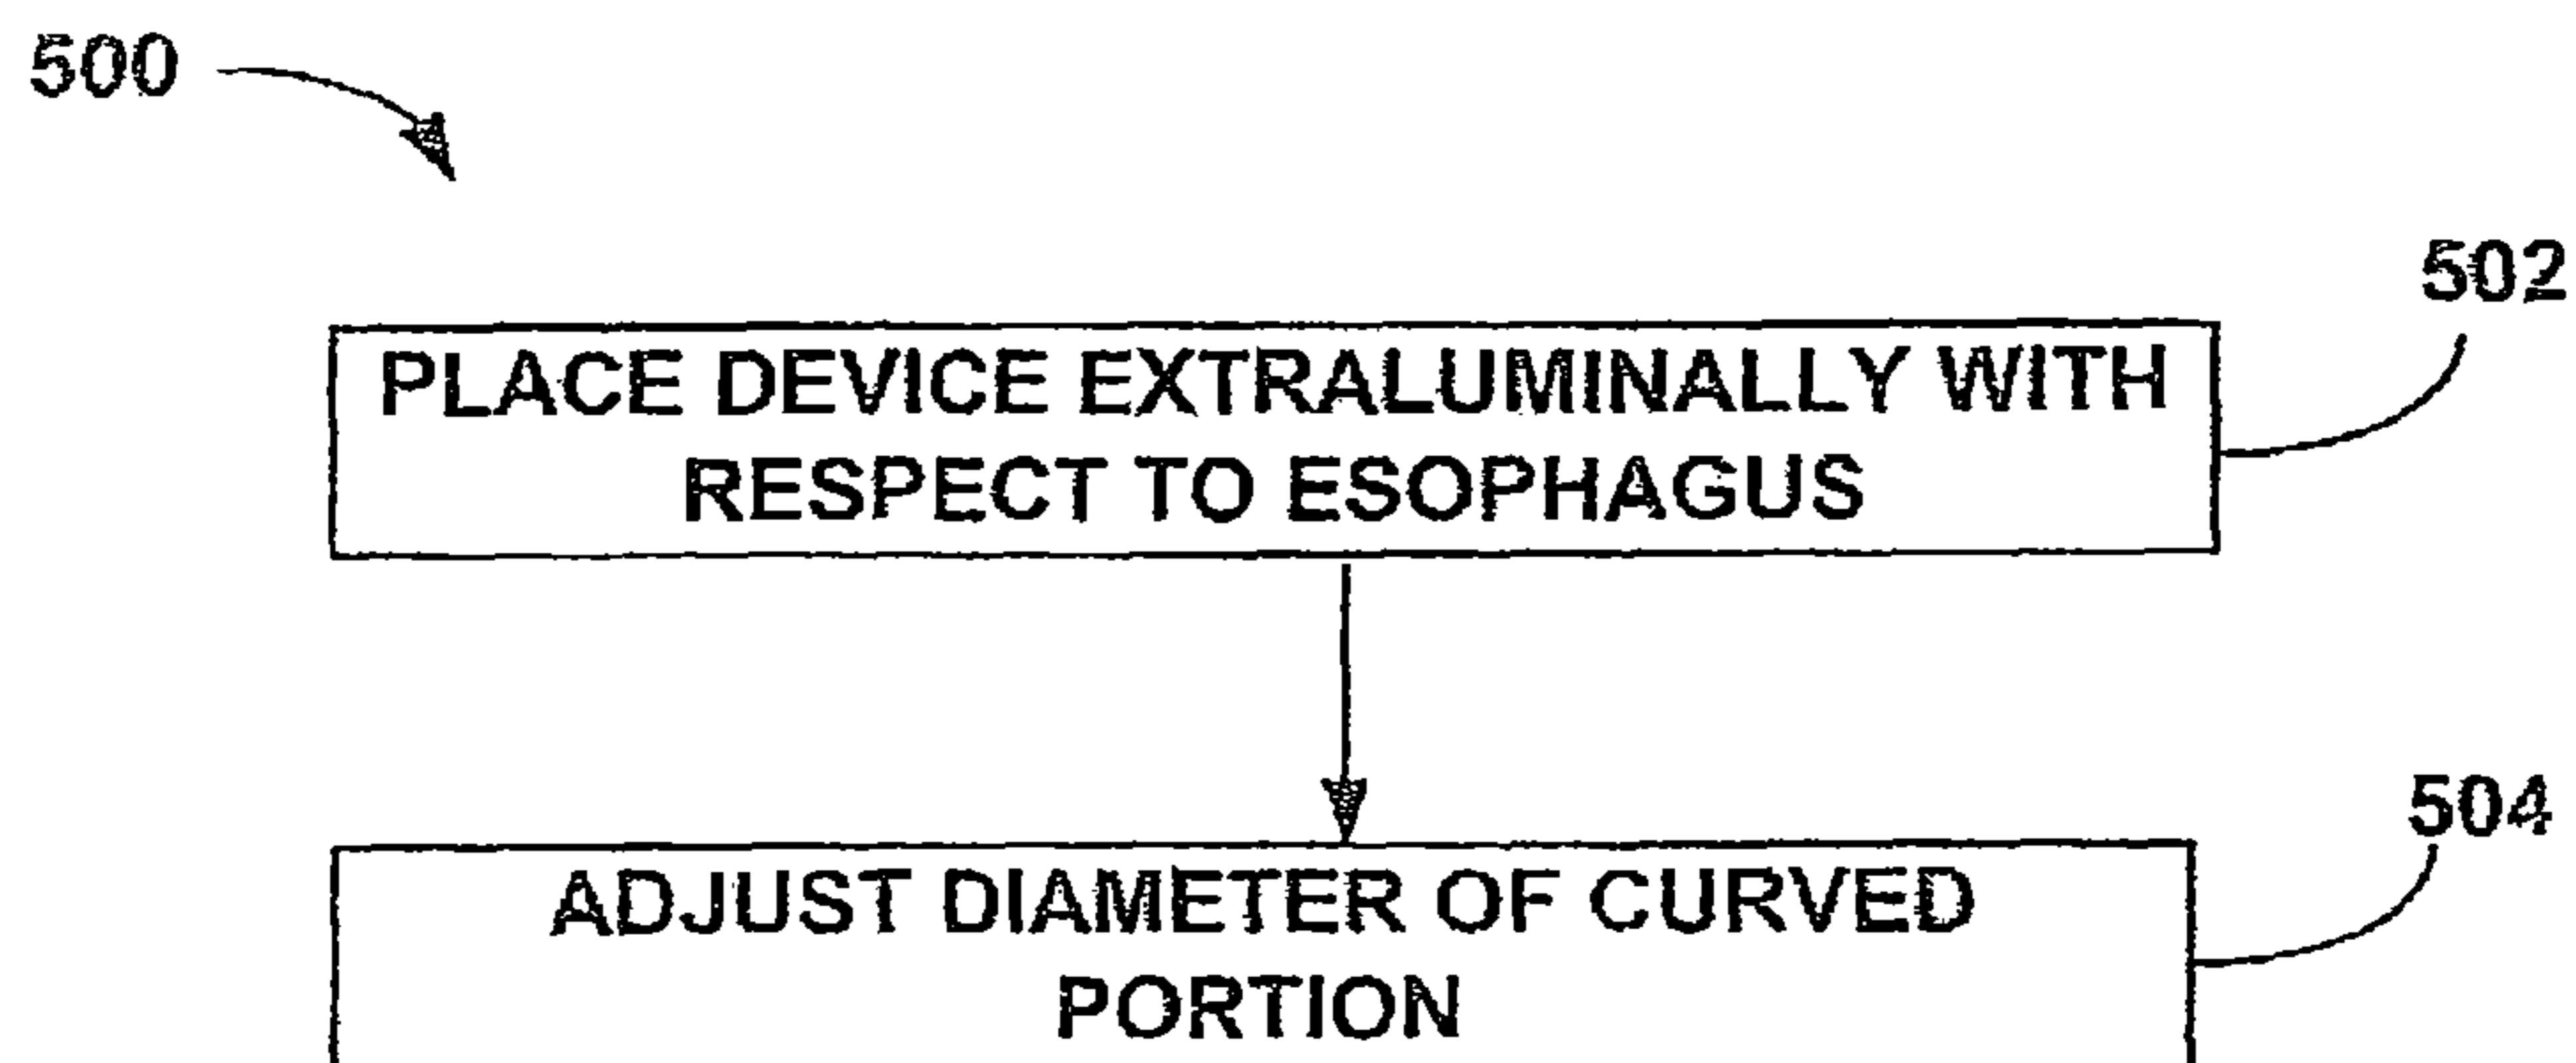 500
502
PLACE DEVICE EXTRALUMINALLY WITH
RESPECT TO ESOPHAGUS
504
ADJUST DIAMETER OF CURVED
PORTION